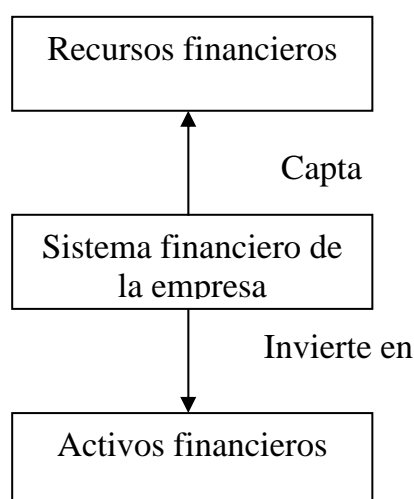 Recursos financieros
Capta
Sistema financiero de
la empresa
Invierte en
Activos financieros